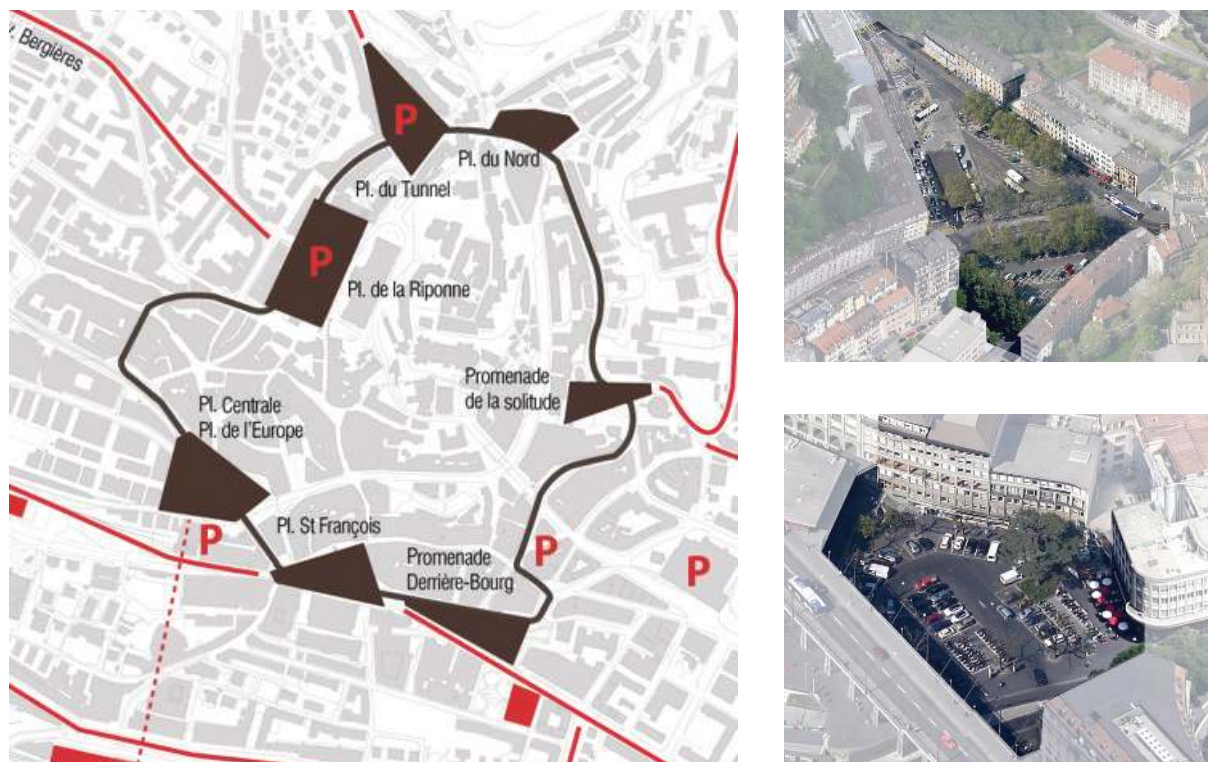 v. Bergières
P
Pl. du Nord
Pl. du Tunnel
P
Pl. de la Riponne
Promenade
de la solitude
Pl. Centrale
Pl. de l'Europe
Pl. St François
P
Promenade
Derrière-Bourg
P
P